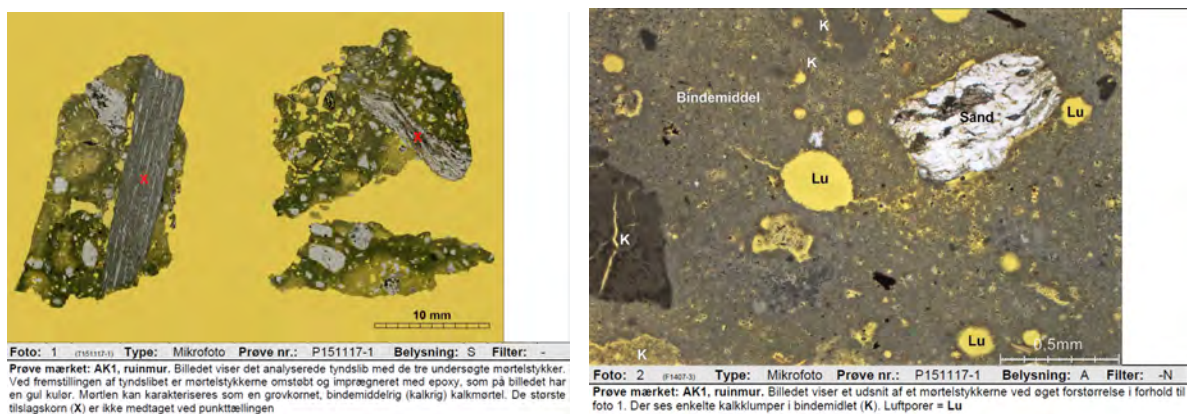 X
X
10 mm
Foto: 1 (T151117-1) Type: Mikrofoto Prøve nr.: P151117-1 Belysning: S Filter: -
Prøve mærket: AK1, ruinmur. Billedet viser det analyserede tyndslib med de tre undersøgte mørtelstykker.
Ved fremstillingen af tyndslibet er mørtelstykkerne omstøbt og imprægneret med epoxy, som på billedet har
en gul kulør. Mørtlen kan karakteriseres som en grovkornet, bindemiddelrig (kalkrig) kalkmørtel. De største
tilslagskorn (X) er ikke medtaget ved punkttællingen
K
K
Bindemiddel
Sand
Lu
Lu
K
K
Lu
0,5mm
Foto: 2 (F1407-3) Type: Mikrofoto Prøve nr.: P151117-1 Belysning: A Filter: -N
Prøve mærket: AK1, ruinmur. Billedet viser et udsnit af et mørtelstykkerne ved øget forstørrelse i forhold til
foto 1. Der ses enkelte kalkklumper i bindemidlet (K). Luftporer = Lu